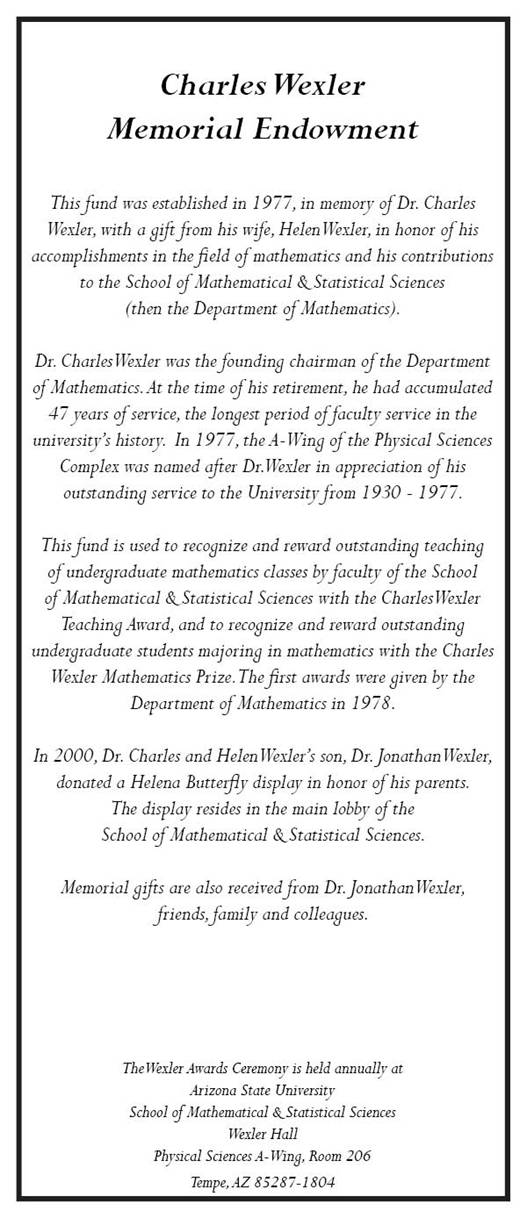 Charles Wexler
Memorial Endowment
This fund was established in 1977, in memory of Dr. Charles
Wexler, with a gift from his wife, Helen Wexler, in honor of his
accomplishments in the field of mathematics and his contributions
to the School of Mathematical & Statistical Sciences
(then the Department of Mathematics).
Dr. Charles Wexler was the founding chairman of the Department
of Mathematics. At the time of his retirement, he had accumulated
47 years of service, the longest period of faculty service in the
university's history. In 1977, the A-Wing of the Physical Sciences
Complex was named after Dr. Wexler in appreciation of his
outstanding service to the University from 1930 - 1977.
This fund is used to recognize and reward outstanding teaching
of undergraduate mathematics classes by faculty of the School
of Mathematical & Statistical Sciences with the Charles Wexler
Teaching Award, and to recognize and reward outstanding
undergraduate students majoring in mathematics with the Charles
Wexler Mathematics Prize. The first awards were given by the
Department of Mathematics in 1978.
In 2000, Dr. Charles and Helen Wexler's son, Dr. Jonathan Wexler,
donated a Helena Butterfly display in honor of his parents.
The display resides in the main lobby of the
School of Mathematical & Statistical Sciences.
Memorial gifts are also received from Dr. Jonathan Wexler,
friends, family and colleagues.
The Wexler Awards Ceremony is held annually at
Arizona State University
School of Mathematical & Statistical Sciences
Wexler Hall
Physical Sciences A-Wing, Room 206
Tempe, AZ 85287-1804